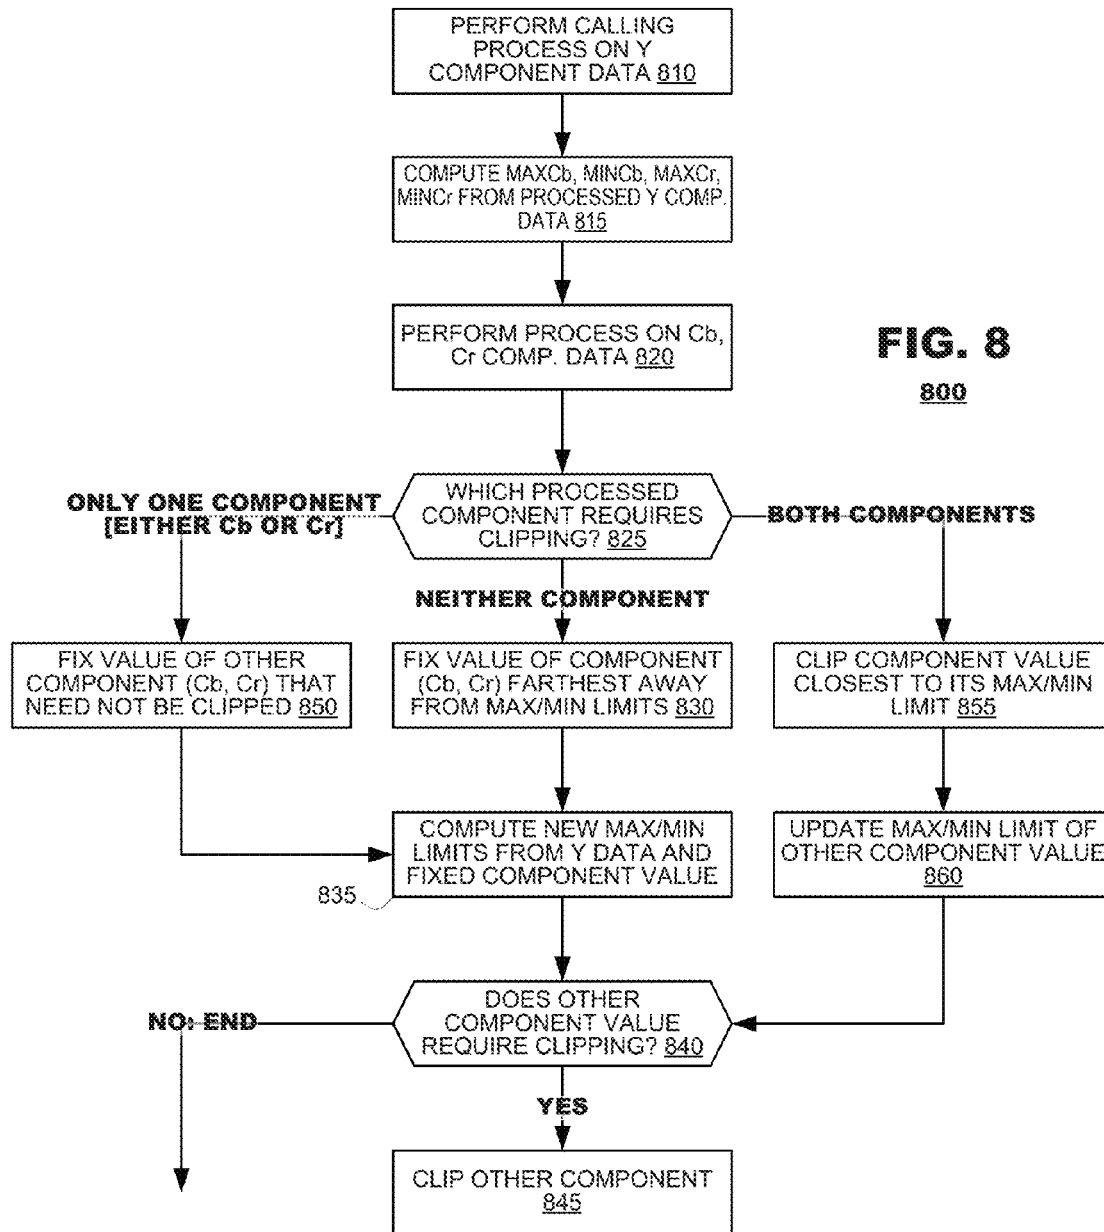 PERFORM CALLING
PROCESS ON Y
COMPONENT DATA 810
COMPUTE MAXCb, MINCb, MAXCr,
MINCr FROM PROCESSED Y COMP.
DATA 815
PERFORM PROCESS ON Cb,
Cr COMP. DATA 820
FIG. 8
800
WHICH PROCESSED
COMPONENT REQUIRES
CLIPPING? 825
ONLY ONE COMPONENT
[EITHER Cb OR Cr]
BOTH COMPONENTS
NEITHER COMPONENT
FIX VALUE OF OTHER
COMPONENT (Cb, Cr) THAT
NEED NOT BE CLIPPED 850
FIX VALUE OF COMPONENT
(Cb, Cr) FARTHEST AWAY
FROM MAX/MIN LIMITS 830
CLIP COMPONENT VALUE
CLOSEST TO ITS MAX/MIN
LIMIT 855
COMPUTE NEW MAX/MIN
LIMITS FROM Y DATA AND
FIXED COMPONENT VALUE
835
UPDATE MAX/MIN LIMIT OF
OTHER COMPONENT VALUE
860
DOES OTHER
COMPONENT VALUE
REQUIRE CLIPPING? 840
NO: END
YES
CLIP OTHER COMPONENT
845